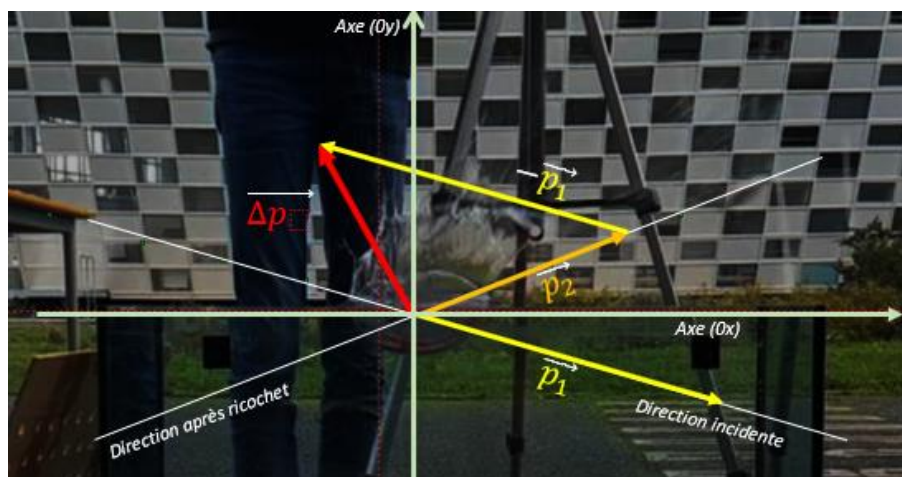 Axe (0y)
-p₁
Δp
p₂
Axe (0x)
p₁
Direction après ricochet
Direction incidente